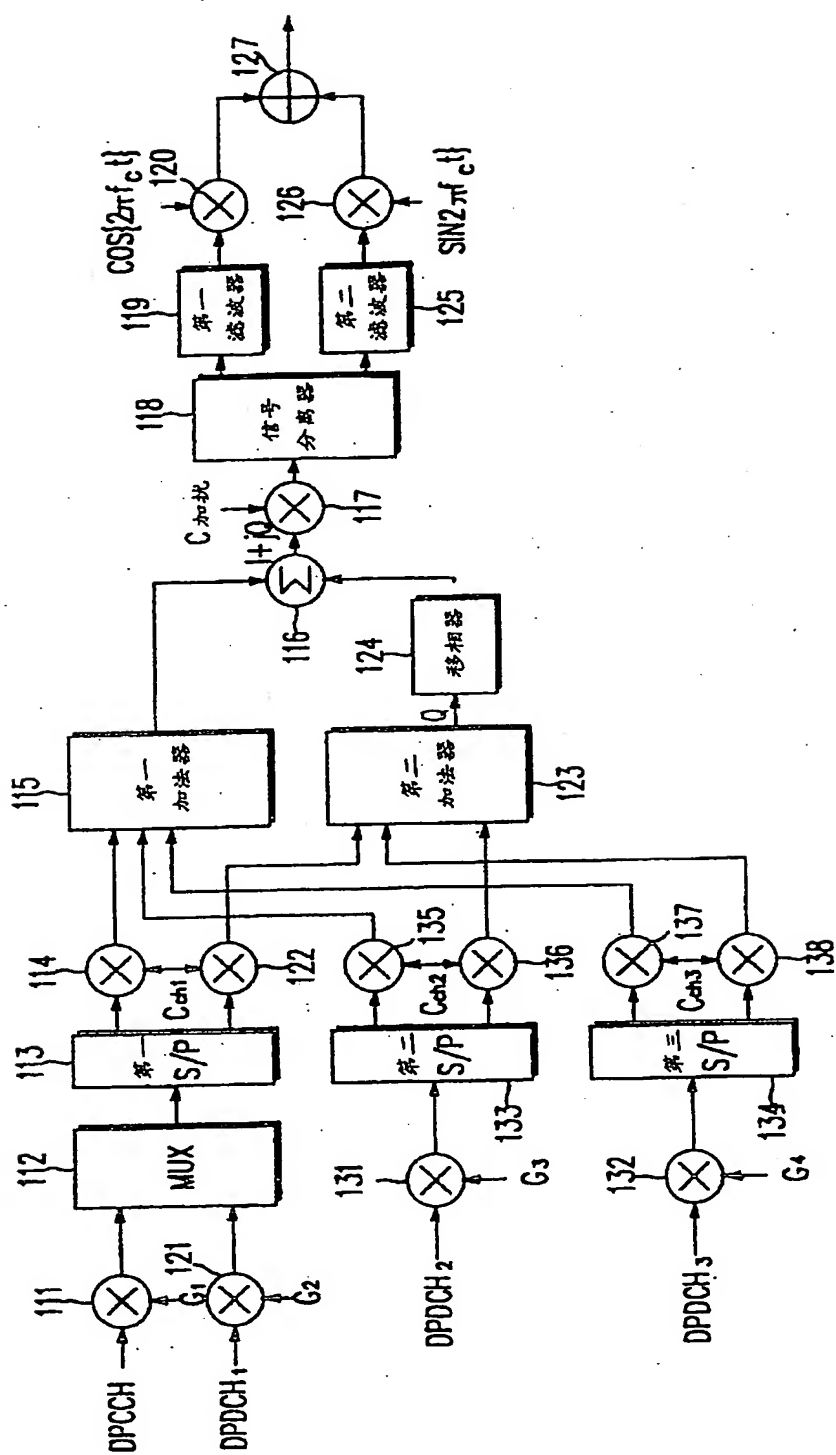 DPCCH
111
G1
DPDCH1
121
G2
112
MUX
113
第一
S/P
114
Cch1
122
115
第一
加法器
DPDCH2
131
G3
第二
S/P
133
135
Cch2
136
第二
加法器
123
Q
124
移相器
DPDCH3
132
G4
第三
S/P
134
137
Cch3
138
116
Σ
I+jQ
C加扰
117
118
信号
分离器
119
第一
滤波器
COS{2πfct}
120
第二
滤波器
125
126
SIN2πfct
127